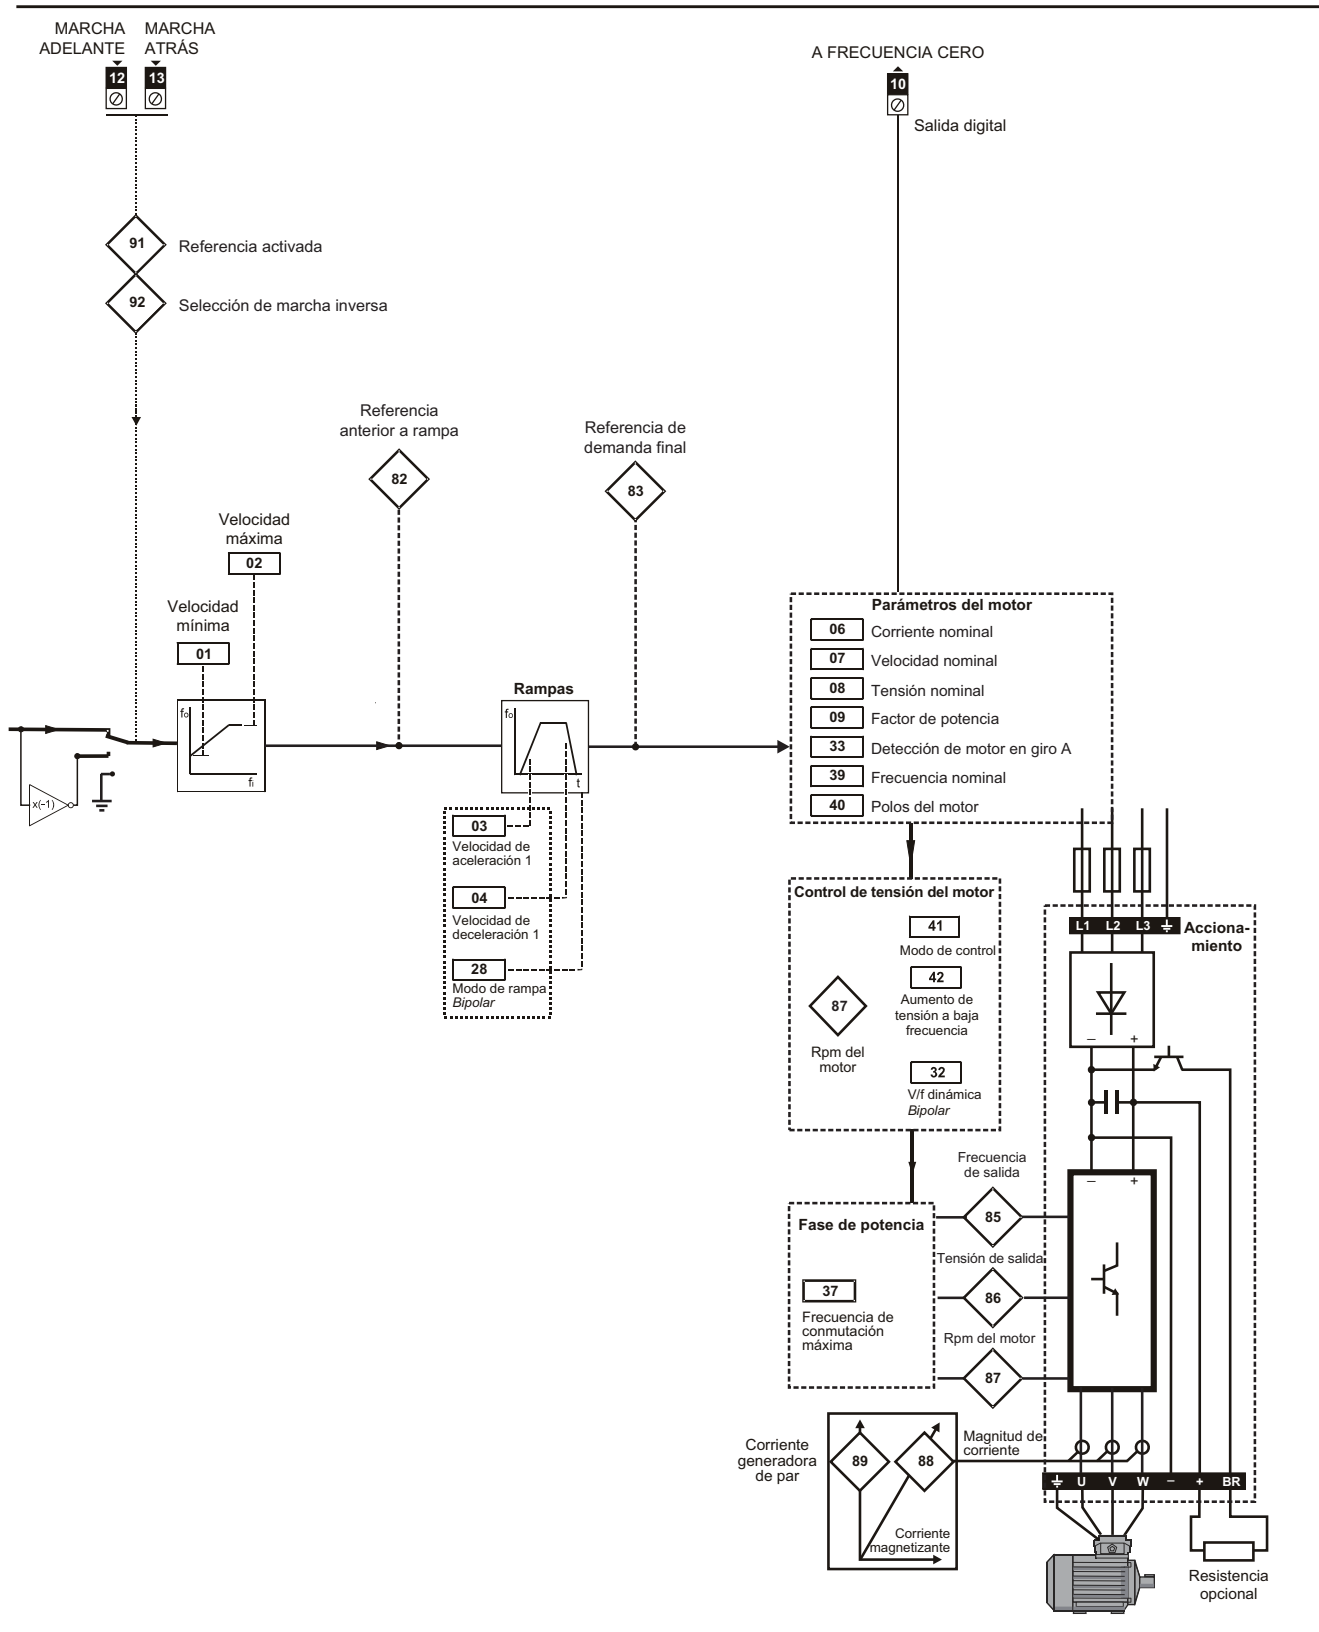 MARCHA ADELANTE
MARCHA ATRÁS
12
13
A FRECUENCIA CERO
10
Salida digital
91
Referencia activada
92
Selección de marcha inversa
Referencia
anterior a rampa
82
Referencia de
demanda final
83
Velocidad
máxima
02
Velocidad
mínima
01
fo
fi
x(−1)
Rampas
fo
t
03
Velocidad de
aceleración 1
04
Velocidad de
deceleración 1
28
Modo de rampa
Bipolar
Parámetros del motor
06 Corriente nominal
07 Velocidad nominal
08 Tensión nominal
09 Factor de potencia
33 Detección de motor en giro A
39 Frecuencia nominal
40 Polos del motor
Control de tensión del motor
41
Modo de control
42
Aumento de
tensión a baja
frecuencia
87
Rpm del
motor
32
V/f dinámica
Bipolar
L1 L2 L3
Acciona-
miento
− +
− +
Fase de potencia
37
Frecuencia de
conmutación
máxima
Frecuencia
de salida
85
Tensión de salida
86
Rpm del motor
87
Corriente
generadora
de par
89
88
Magnitud de
corriente
Corriente
magnetizante
U V W − + BR
Resistencia
opcional